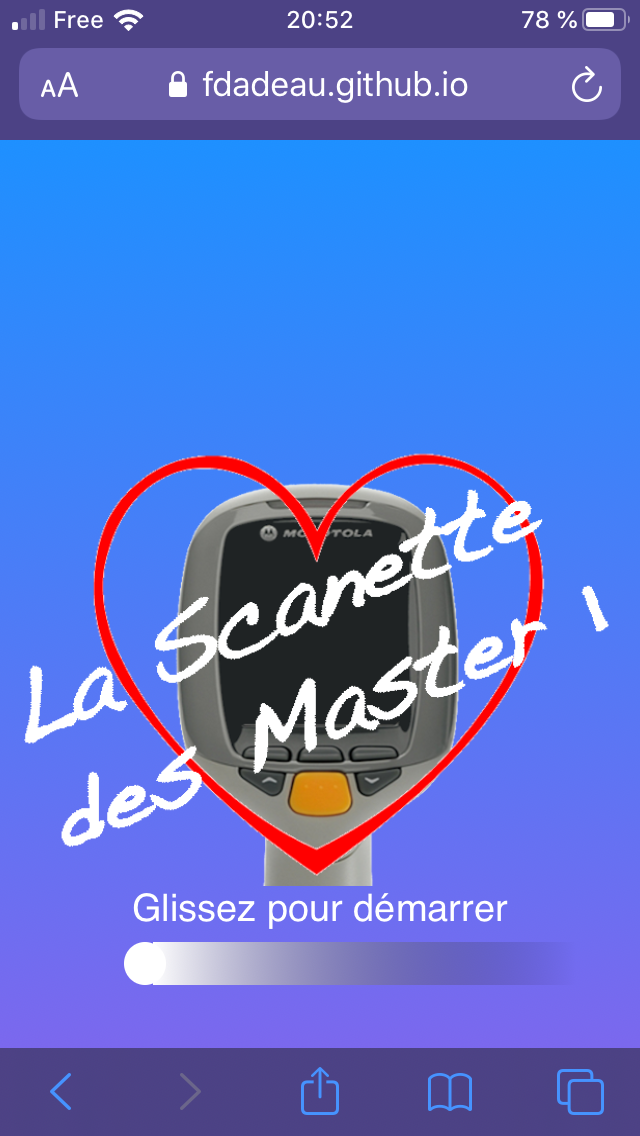 Free 20:52 78 %
AA fdadeau.github.io
MOTOROLA
La Scanette
des Master 1
Glissez pour démarrer